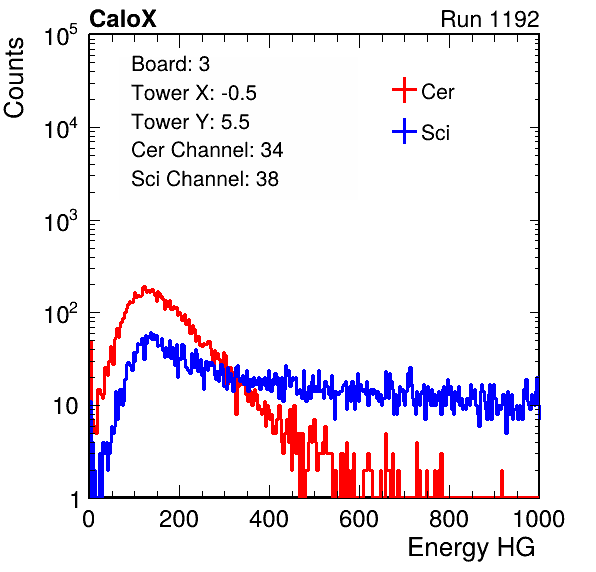 CaloX Run 1192
Counts
Board: 3
Tower X: -0.5
Tower Y: 5.5
Cer Channel: 34
Sci Channel: 38
Cer
Sci
10^5
10^4
10^3
10^2
10
1
0 200 400 600 800 1000
Energy HG